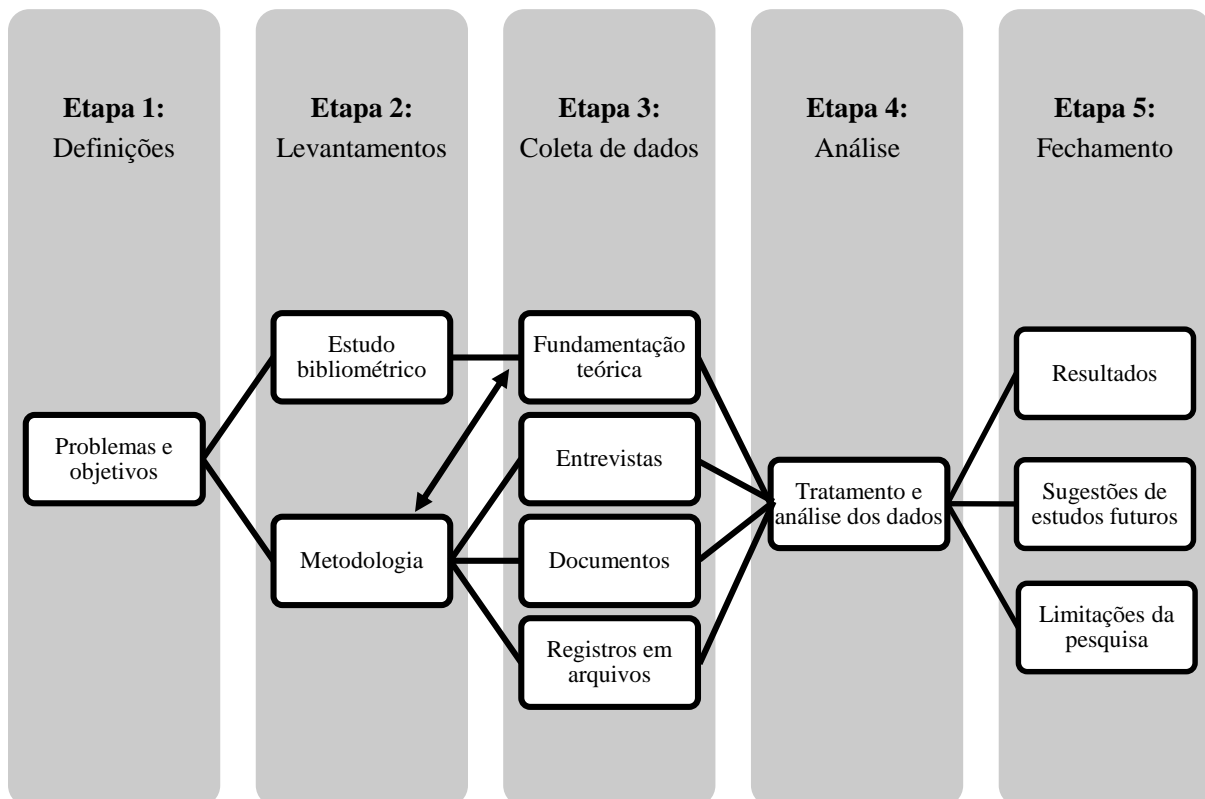 Etapa 1:
Definições
Etapa 2:
Levantamentos
Etapa 3:
Coleta de dados
Etapa 4:
Análise
Etapa 5:
Fechamento
Problemas e
objetivos
Estudo
bibliométrico
Metodologia
Fundamentação
teórica
Entrevistas
Documentos
Registros em
arquivos
Tratamento e
análise dos dados
Resultados
Sugestões de
estudos futuros
Limitações da
pesquisa